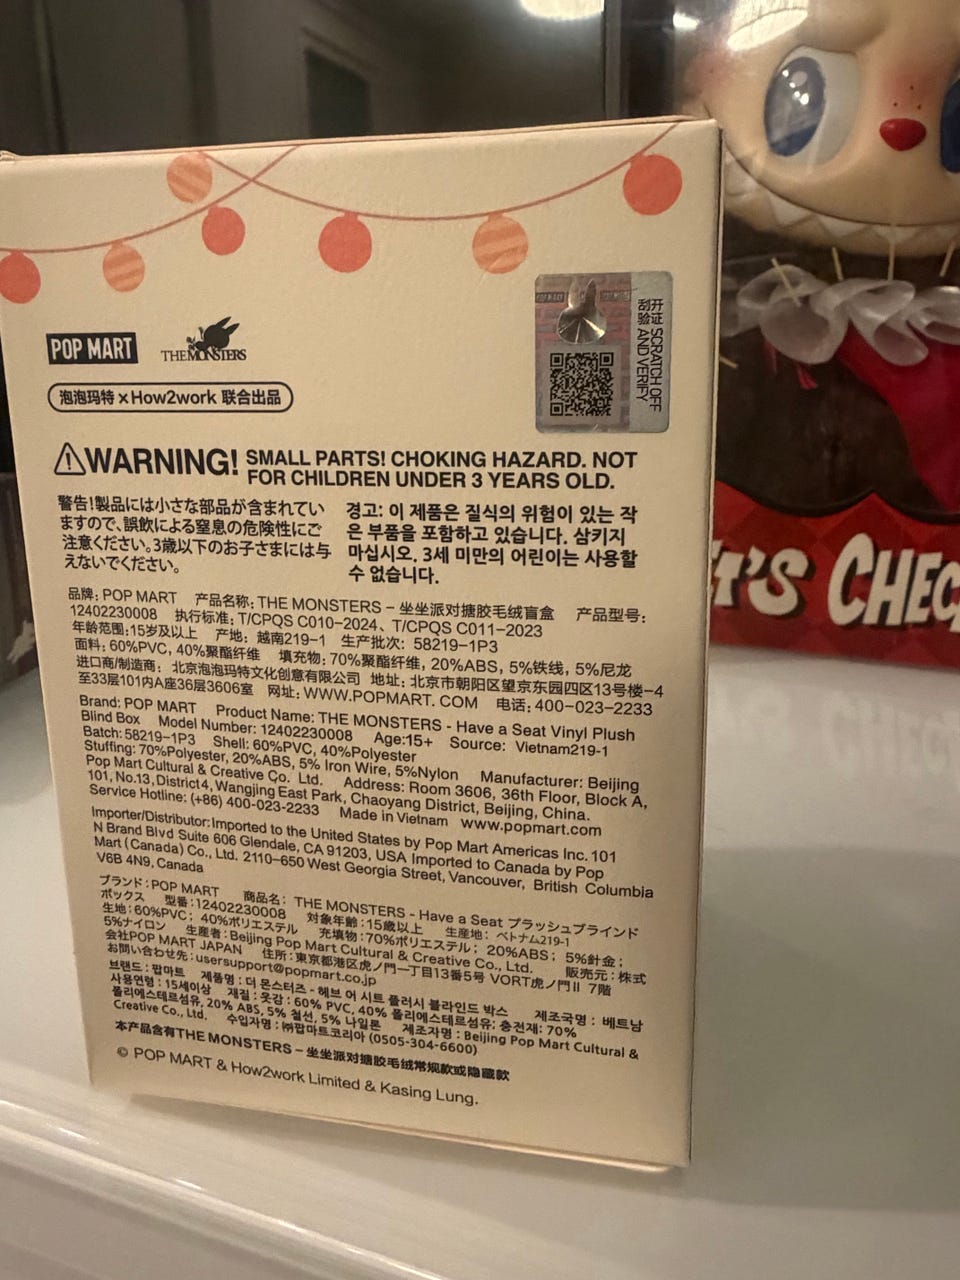 POP MART
THE MONSTERS
泡泡玛特×How2work 联合出品
开证 SCRATCH OFF
刮验 AND VERIFY
WARNING! SMALL PARTS! CHOKING HAZARD. NOT
FOR CHILDREN UNDER 3 YEARS OLD.
警告!製品には小さな部品が含まれてい
ますので、誤飲による窒息の危険性にご
注意ください。3歳以下のお子さまには与
えないでください。
경고: 이 제품은 질식의 위험이 있는 작
은 부품을 포함하고 있습니다. 삼키지
마십시오. 3세 미만의 어린이는 사용할
수 없습니다.
品牌: POP MART 产品名称: THE MONSTERS – 坐坐派对搪胶毛绒盲盒 产品型号:
12402230008 执行标准: T/CPQS C010-2024、T/CPQS C011-2023
年龄范围:15岁及以上 产地: 越南219-1 生产批次: 58219-1P3
面料: 60%PVC, 40%聚酯纤维 填充物: 70%聚酯纤维, 20%ABS, 5%铁线, 5%尼龙
进口商/制造商: 北京泡泡玛特文化创意有限公司 地址: 北京市朝阳区望京东园四区13号楼-4
至33层101内A座36层3606室 网址: WWW.POPMART. COM 电话: 400-023-2233
Brand: POP MART Product Name: THE MONSTERS - Have a Seat Vinyl Plush
Blind Box Model Number: 12402230008 Age:15+ Source: Vietnam219-1
Batch: 58219-1P3 Shell: 60%PVC, 40%Polyester
Stuffing: 70%Polyester, 20%ABS, 5% Iron Wire, 5%Nylon Manufacturer: Beijing
Pop Mart Cultural & Creative Co. Ltd. Address: Room 3606, 36th Floor, Block A,
101, No.13, District4, Wangjing East Park, Chaoyang District, Beijing, China.
Service Hotline: (+86) 400-023-2233 Made in Vietnam www.popmart.com
Importer/Distributor: Imported to the United States by Pop Mart Americas Inc. 101
N Brand Blvd Suite 606 Glendale, CA 91203, USA Imported to Canada by Pop
Mart (Canada) Co., Ltd. 2110–650 West Georgia Street, Vancouver, British Columbia
V6B 4N9, Canada
ブランド: POP MART 商品名: THE MONSTERS - Have a Seat プラッシュブラインド
ボックス 型番: 12402230008 対象年齢: 15歳以上 生産地: ベトナム219-1
生地: 60%PVC; 40%ポリエステル 充填物: 70%ポリエステル; 20%ABS; 5%針金;
5%ナイロン 生産者: Beijing Pop Mart Cultural & Creative Co., Ltd. 販売元: 株式
会社POP MART JAPAN 住所: 東京都港区虎ノ門一丁目13番5号 VORT虎ノ門Ⅱ 7階
お問い合わせ先: usersupport@popmart.co.jp
브랜드: 팝마트 제품명: 더 몬스터즈 - 헤브 어 시트 플러시 블라인드 박스 제조국명: 베트남
사용연령: 15세이상 재질: 옷감: 60% PVC, 40% 폴리에스테르섬유; 충전재: 70%
폴리에스테르섬유, 20% ABS, 5% 철선, 5% 나일론 제조자명: Beijing Pop Mart Cultural &
Creative Co., Ltd. 수입자명: ㈜팝마트코리아 (0505-304-6600)
本产品含有THE MONSTERS – 坐坐派对搪胶毛绒常规款或隐藏款
© POP MART & How2work Limited & Kasing Lung.
'S CHEC